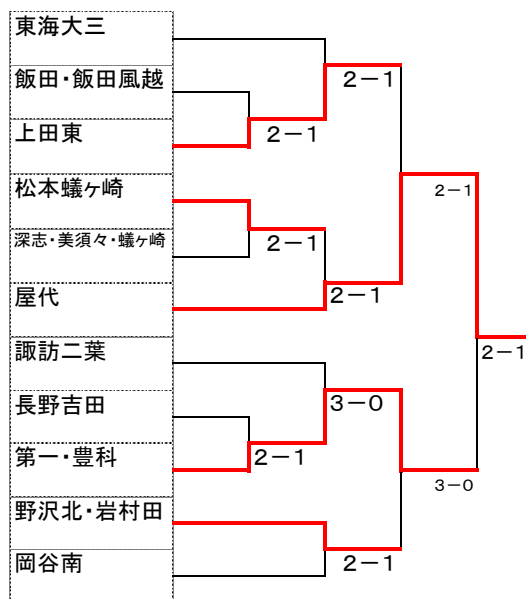 東海大三
飯田・飯田風越
2－1
上田東
2－1
松本蟻ヶ崎
2－1
深志・美須々・蟻ヶ崎
2－1
屋代
2－1
諏訪二葉
2－1
長野吉田
3－0
第一・豊科
2－1
3－0
野沢北・岩村田
岡谷南
2－1